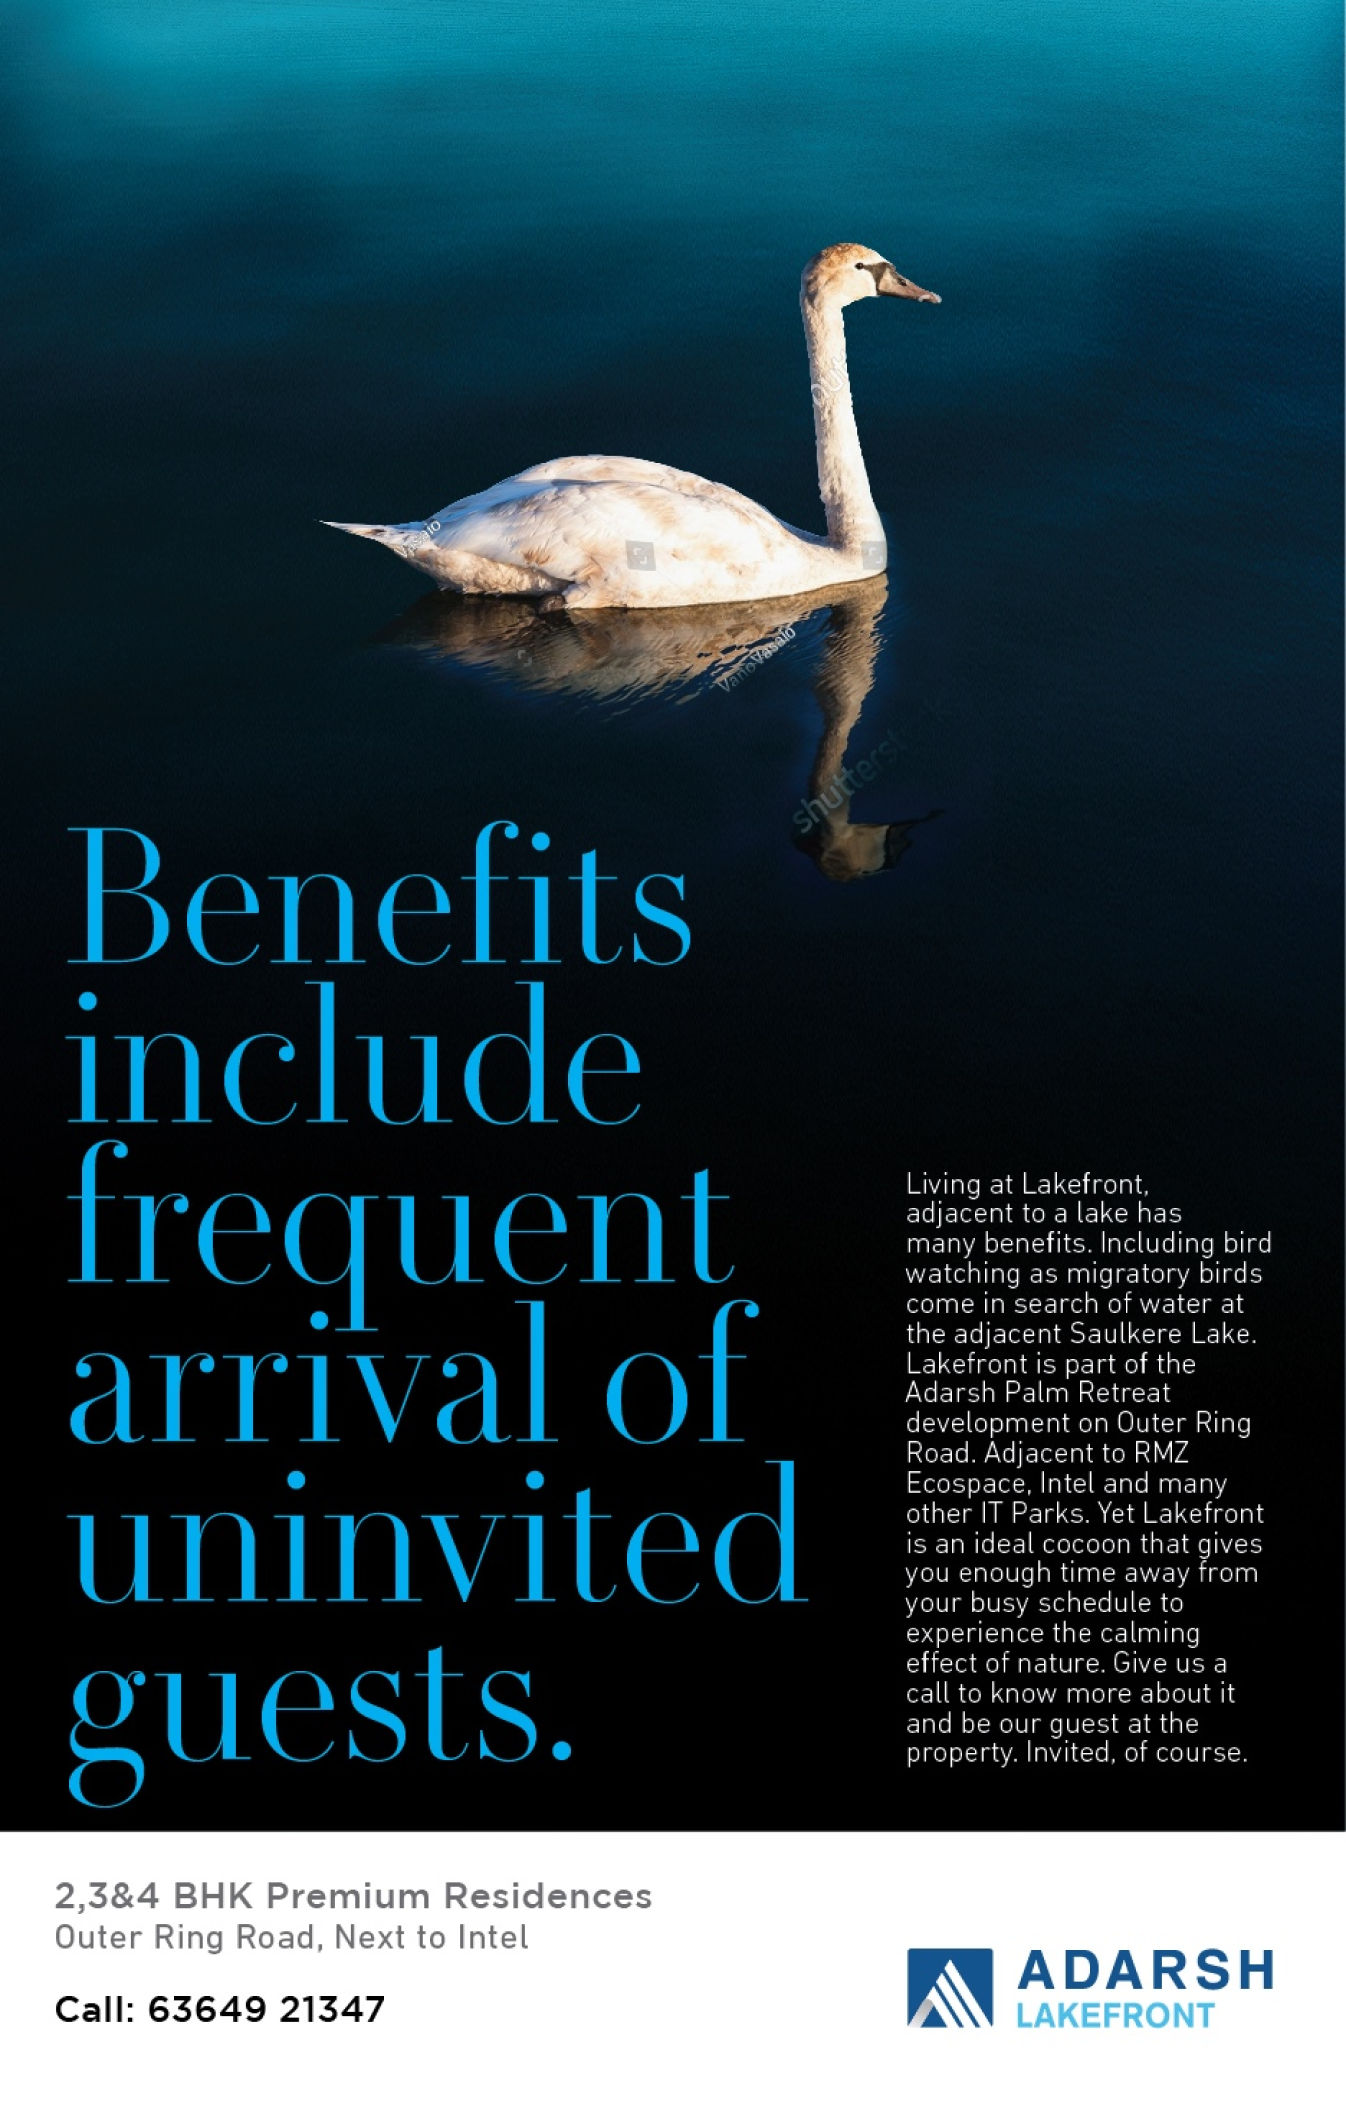 Vasalo
VanoVasalo
shutterst
Benefits
include
frequent
arrival of
uninvited
guests.
Living at Lakefront,
adjacent to a lake has
many benefits. Including bird
watching as migratory birds
come in search of water at
the adjacent Saulkere Lake.
Lakefront is part of the
Adarsh Palm Retreat
development on Outer Ring
Road. Adjacent to RMZ
Ecospace, Intel and many
other IT Parks. Yet Lakefront
is an ideal cocoon that gives
you enough time away from
your busy schedule to
experience the calming
effect of nature. Give us a
call to know more about it
and be our guest at the
property. Invited, of course.
2,3&4 BHK Premium Residences
Outer Ring Road, Next to Intel
Call: 63649 21347
ADARSH
LAKEFRONT